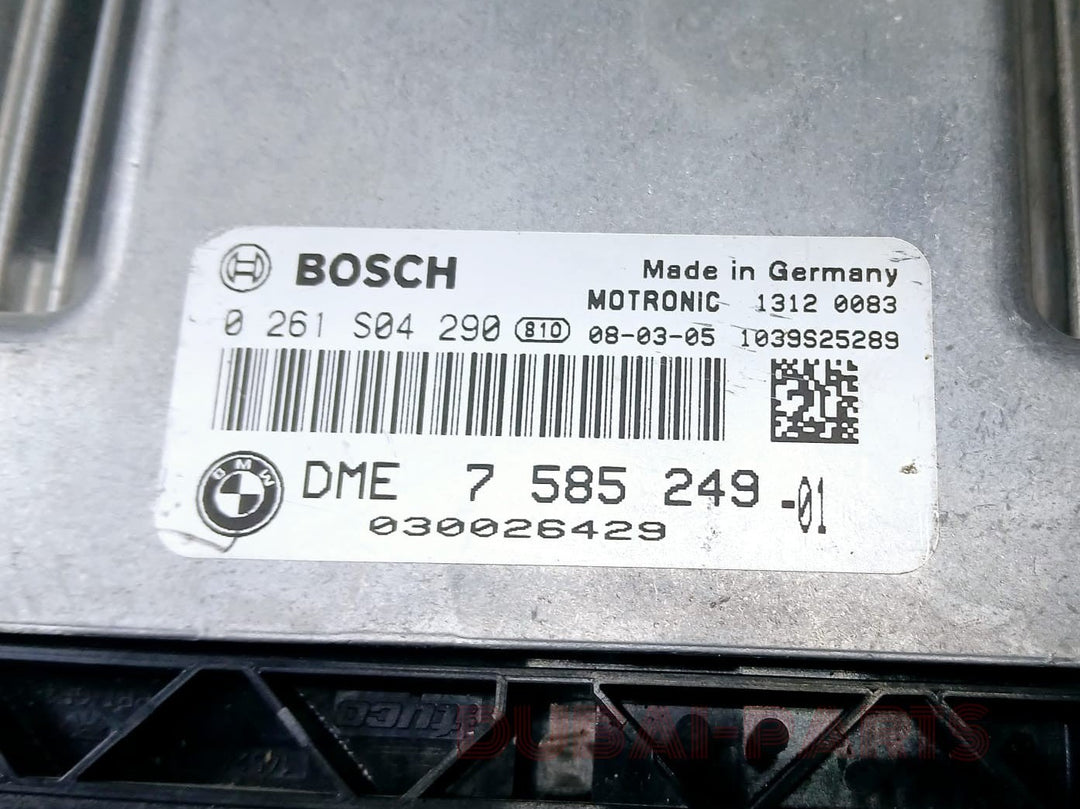 BOSCH
Made in Germany
MOTRONIC 1312 0083
0 261 S04 290 810 08-03-05 1039S25289
BMW
DME 7 585 249 -01
030026429
DUBAI-PARTS